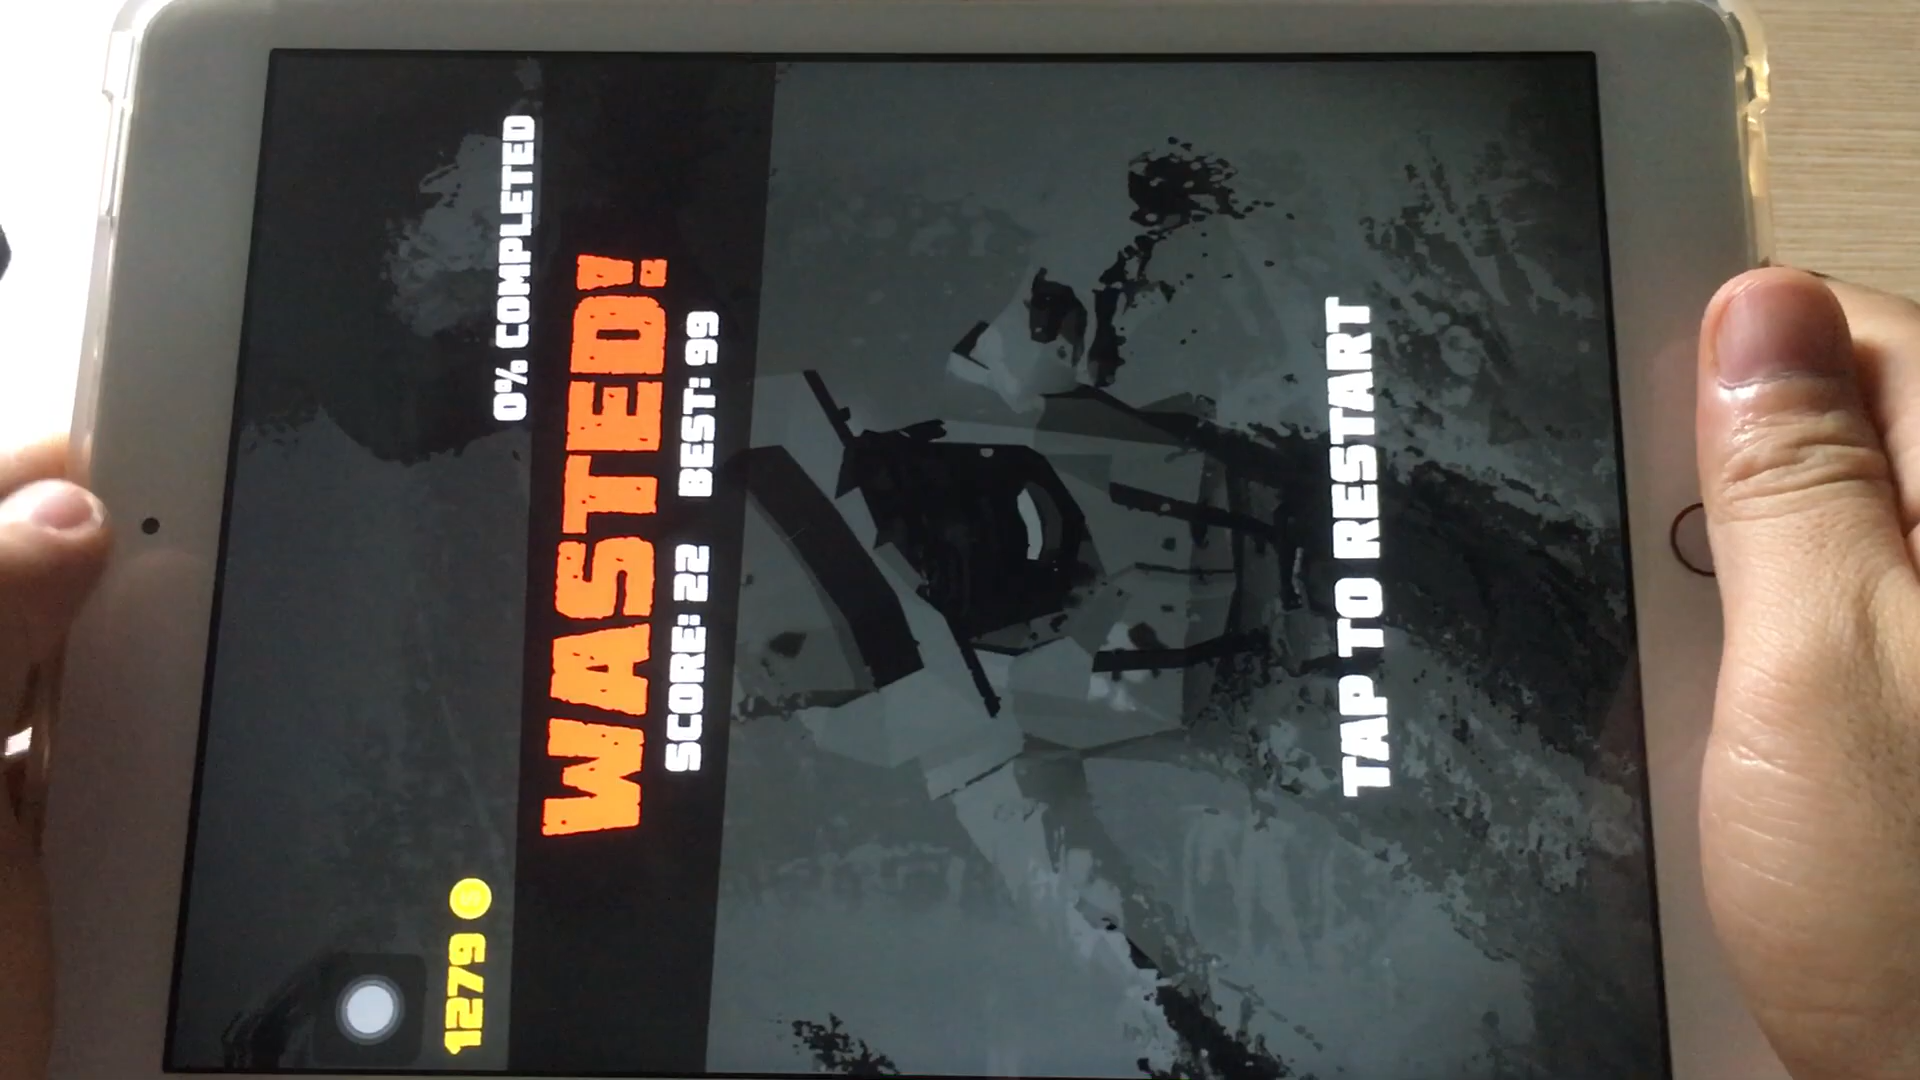 1279
0% COMPLETED
WASTED!
SCORE: 22 BEST: 99
TAP TO RESTART